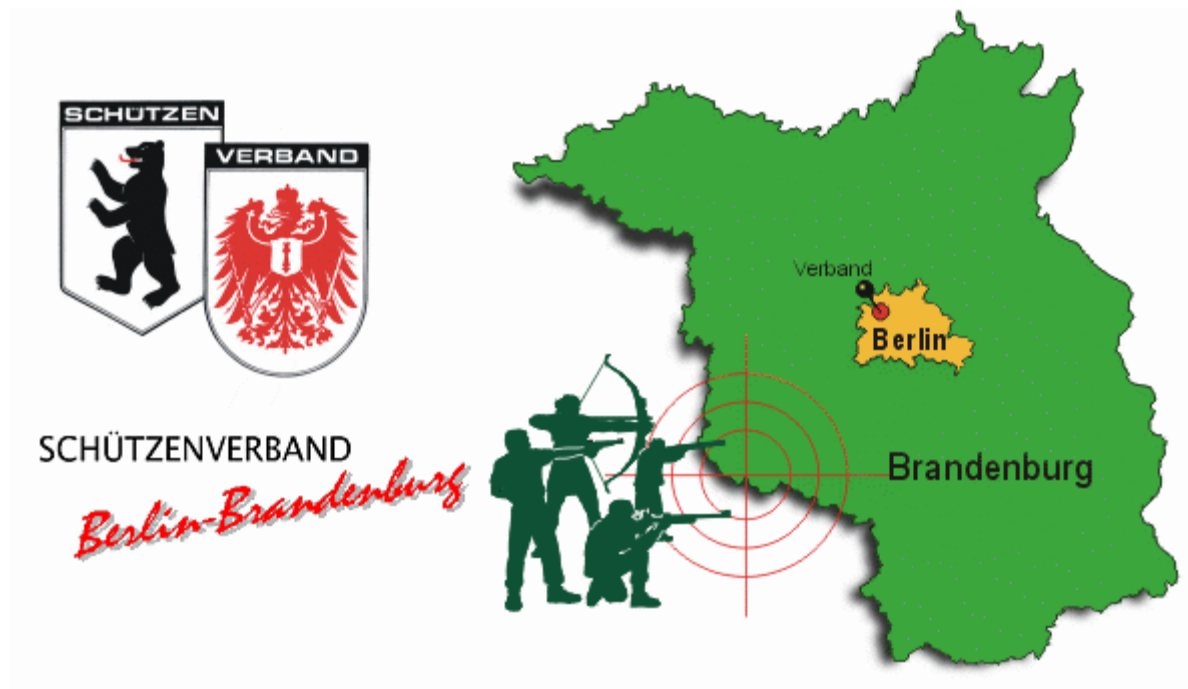 SCHÜTZEN
VERBAND
SCHÜTZENVERBAND
Berlin-Brandenburg
Verband
Berlin
Brandenburg